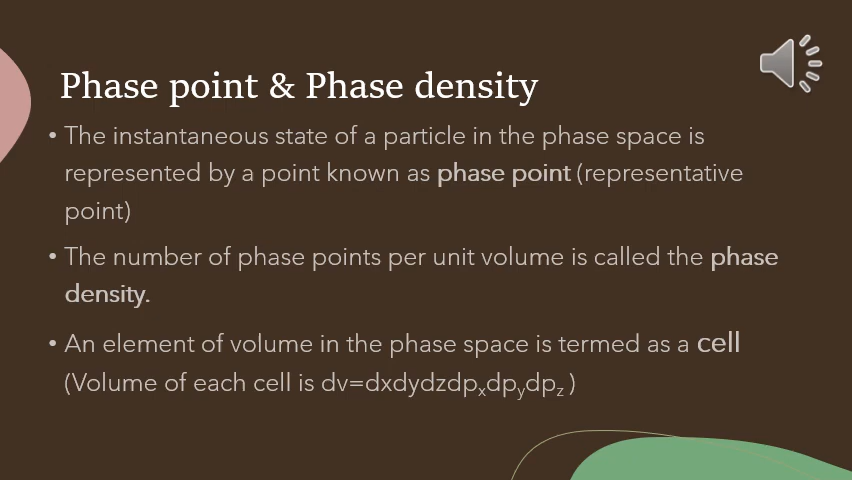 Phase point & Phase density
• The instantaneous state of a particle in the phase space is
represented by a point known as phase point (representative
point)
• The number of phase points per unit volume is called the phase
density.
• An element of volume in the phase space is termed as a cell
(Volume of each cell is dv=dxdydzdpₓdpᵧdp_z )